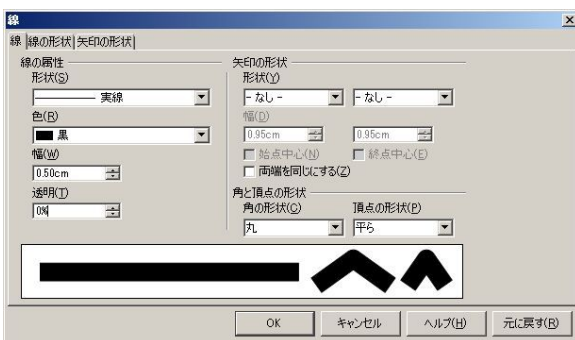 線
線 線の形状 矢印の形状
線の属性
形状(S)
実線
色(R)
黒
幅(W)
0.50cm
透明(T)
0%
矢印の形状
形状(Y)
- なし - - なし -
幅(D)
0.95cm 0.95cm
始点中心(N) 終点中心(E)
両端を同じにする(Z)
角と頂点の形状
角の形状(C) 頂点の形状(P)
丸 平ら
OK キャンセル ヘルプ(H) 元に戻す(R)